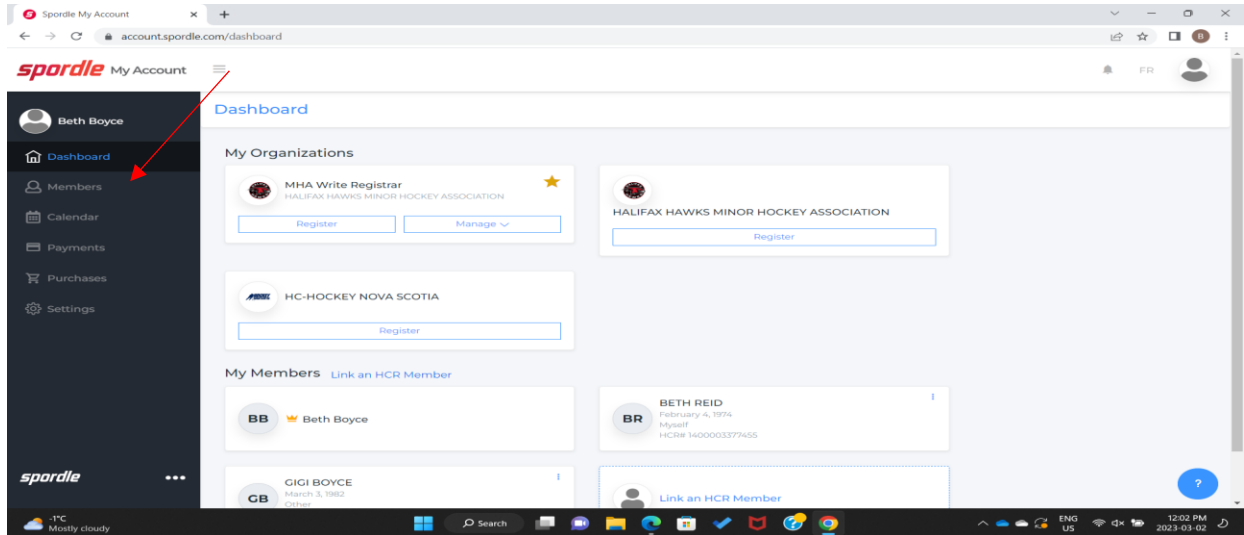 Spordle My Account
account.spordle.com/dashboard
B
spordle My Account
FR
Beth Boyce
Dashboard
Members
Calendar
Payments
Purchases
Settings
spordle
Dashboard
My Organizations
MHA Write Registrar
HALIFAX HAWKS MINOR HOCKEY ASSOCIATION
Register
Manage
HALIFAX HAWKS MINOR HOCKEY ASSOCIATION
Register
HC-HOCKEY NOVA SCOTIA
Register
My Members Link an HCR Member
BB
Beth Boyce
BR
BETH REID
February 4, 1974
Myself
HCR# 1400003377455
GB
GIGI BOYCE
March 3, 1982
Other
Link an HCR Member
?
-1°C
Mostly cloudy
Search
ENG
US
12:02 PM
2023-03-02